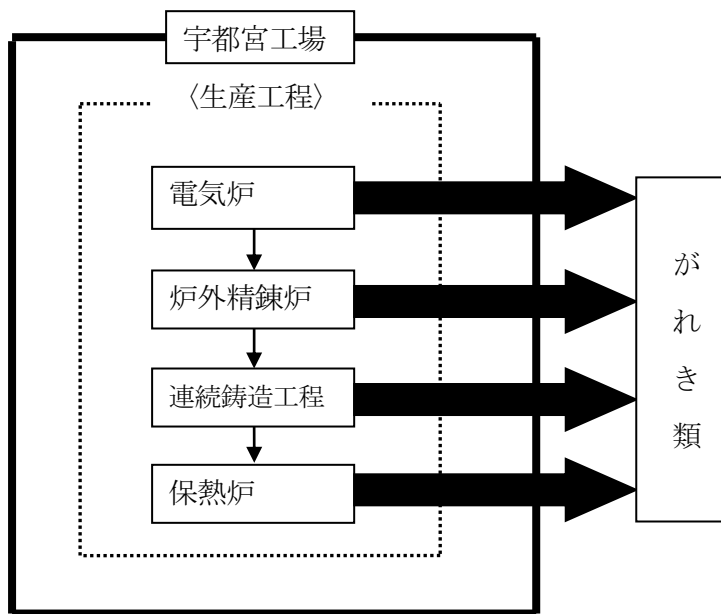 宇都宮工場
〈生産工程〉
電気炉
炉外精錬炉
連続鋳造工程
保熱炉
がれき類